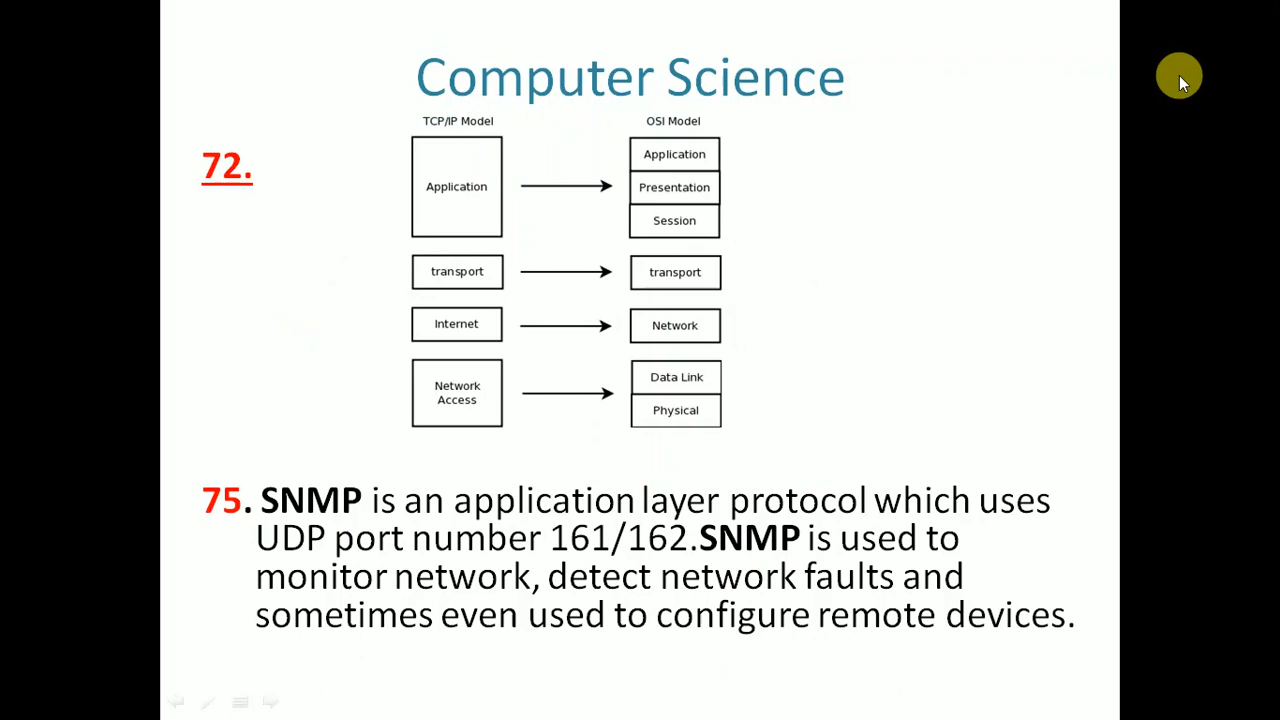 Computer Science
TCP/IP Model
OSI Model
72.
Application
Application
Presentation
Session
transport
transport
Internet
Network
Network
Access
Data Link
Physical
75. SNMP is an application layer protocol which uses
UDP port number 161/162.SNMP is used to
monitor network, detect network faults and
sometimes even used to configure remote devices.